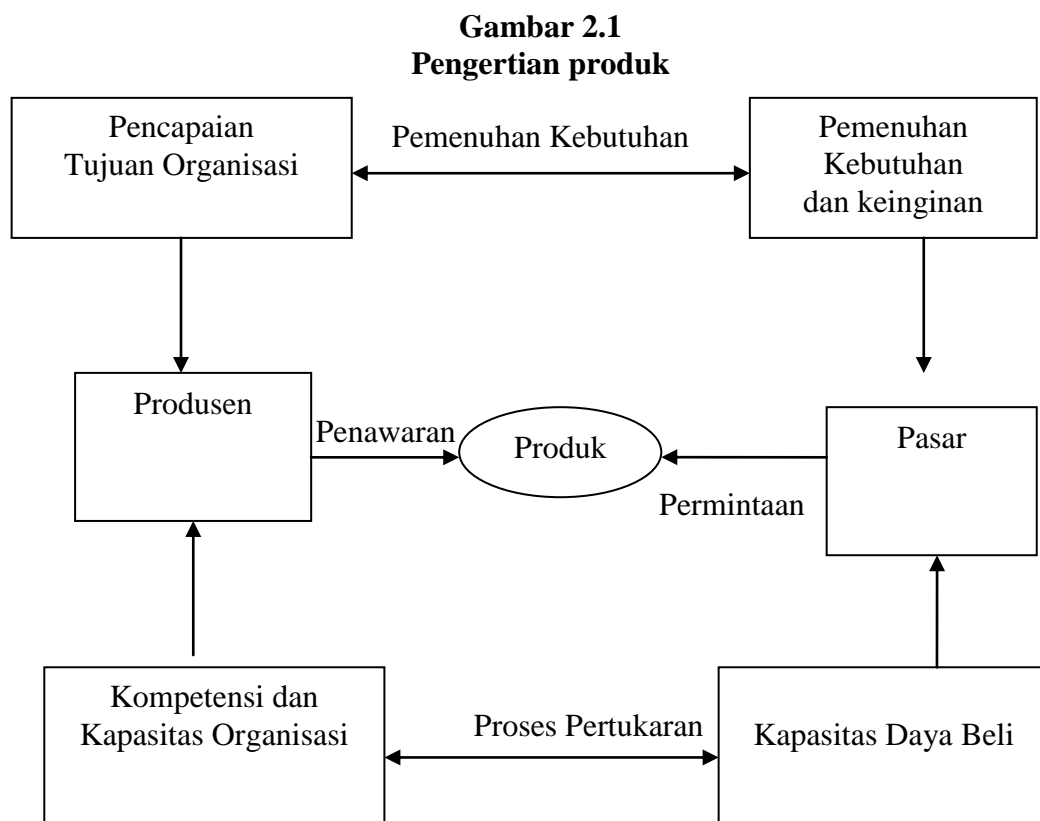 Gambar 2.1
Pengertian produk
Pencapaian
Tujuan Organisasi
Pemenuhan Kebutuhan
Pemenuhan
Kebutuhan
dan keinginan
Produsen
Penawaran
Produk
Permintaan
Pasar
Kompetensi dan
Kapasitas Organisasi
Proses Pertukaran
Kapasitas Daya Beli